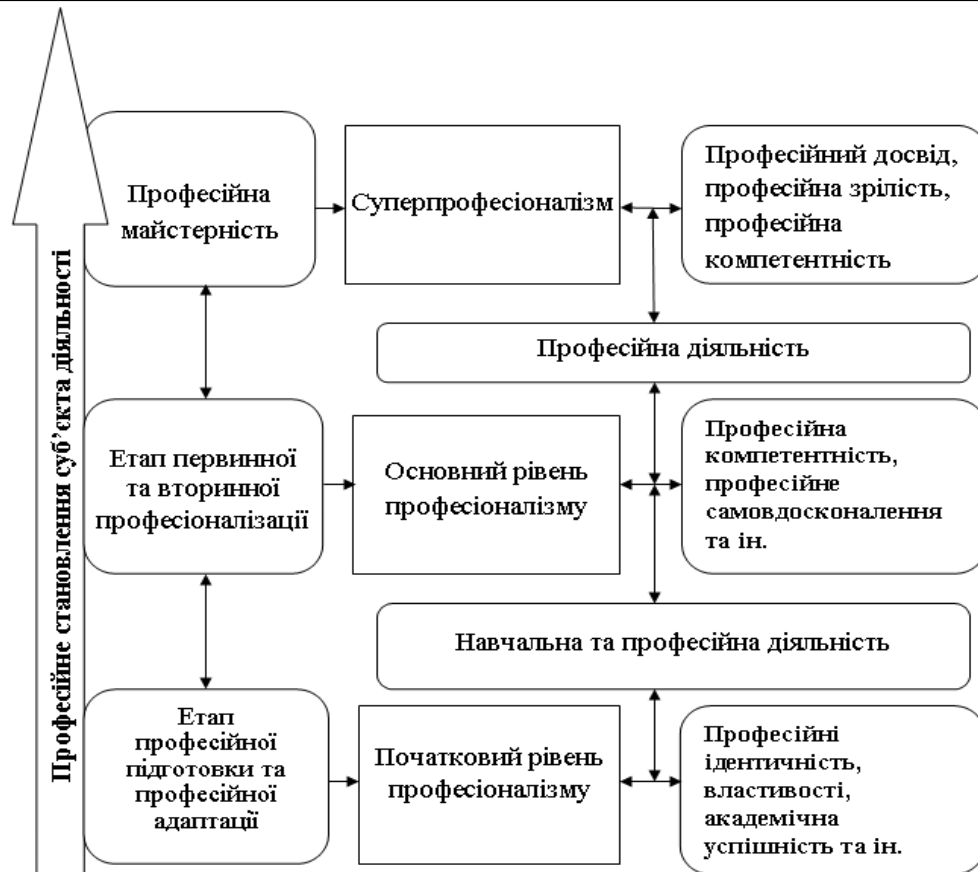 Професійне становлення суб’єкта діяльності
Професійна
майстерність
Суперпрофесіоналізм
Професійний досвід,
професійна зрілість,
професійна
компетентність
Професійна діяльність
Етап первинної
та вторинної
професіоналізації
Основний рівень
професіоналізму
Професійна
компетентність,
професійне
самовдосконалення
та ін.
Навчальна та професійна діяльність
Етап
професійної
підготовки та
професійної
адаптації
Початковий рівень
професіоналізму
Професійні
ідентичність,
властивості,
академічна
успішність та ін.